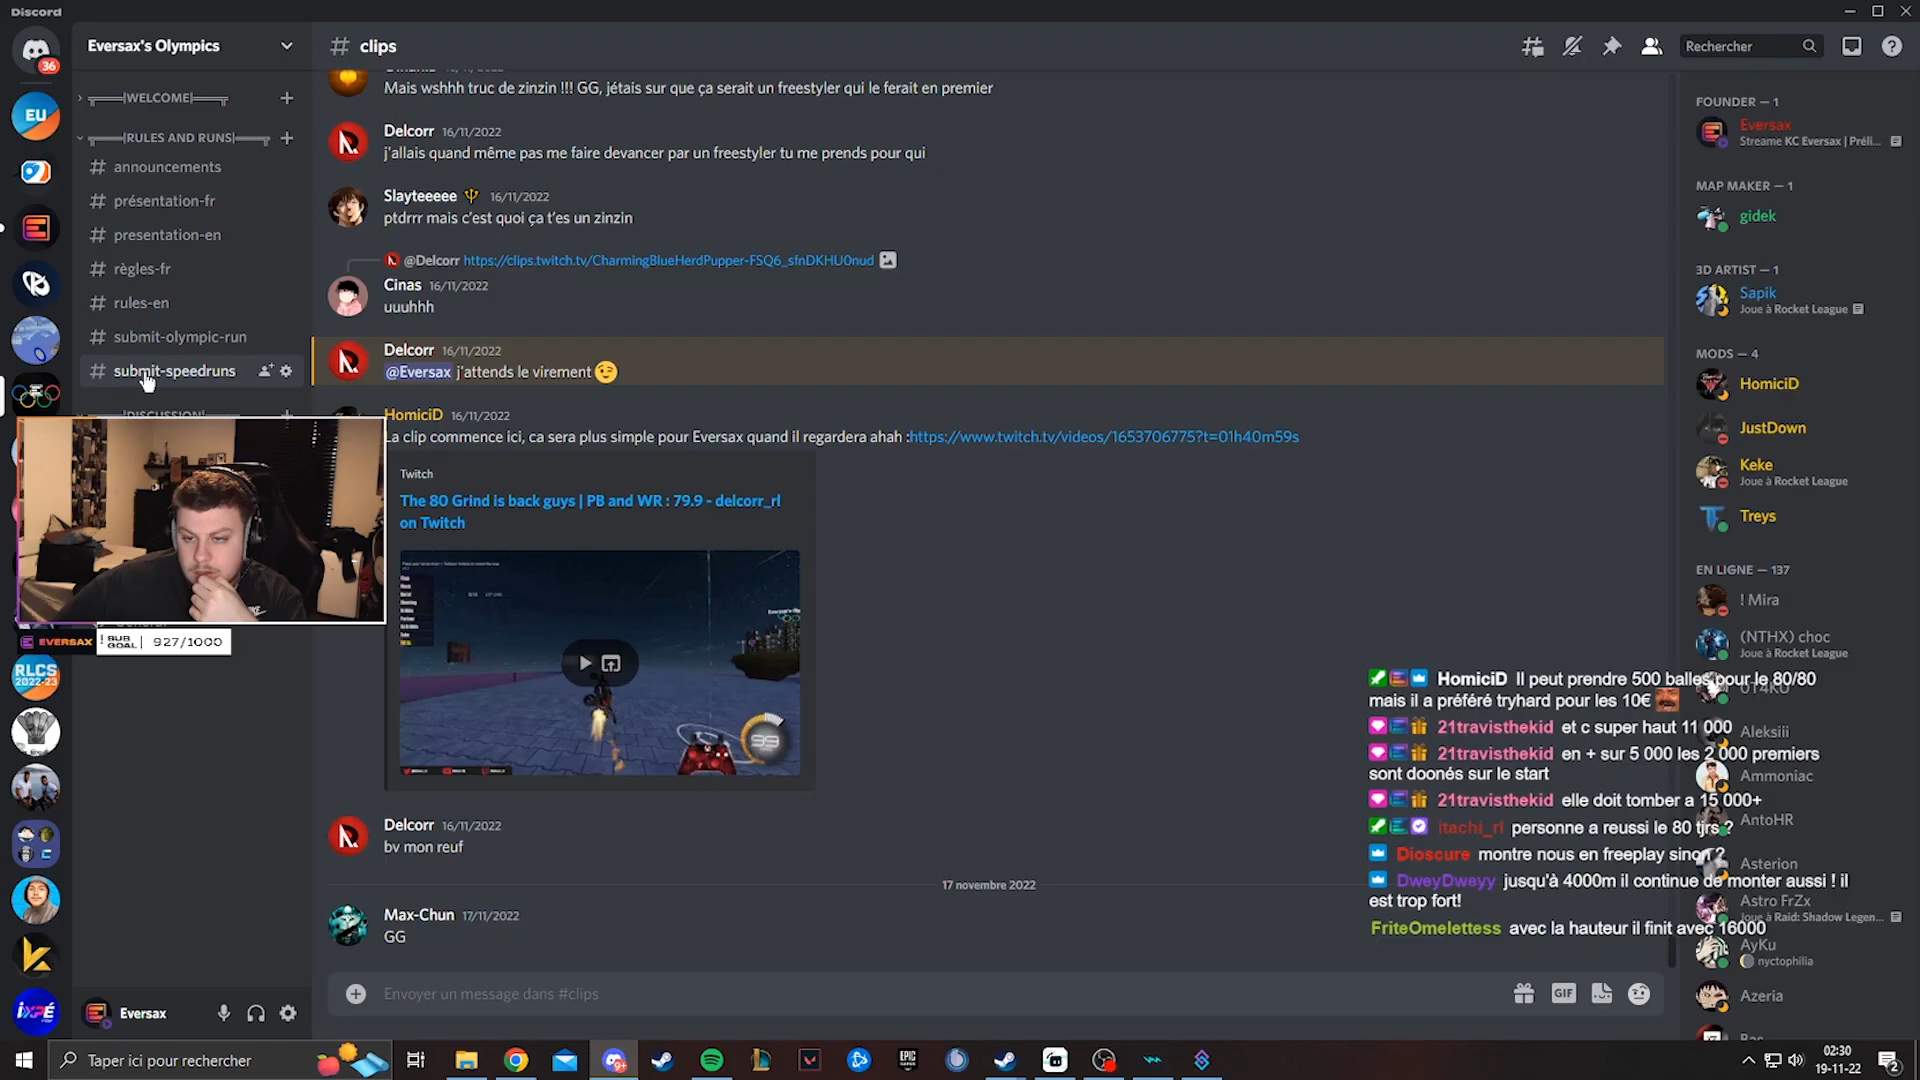 Discord
36
EU
RLCS
2022-23
iXPÉ
Eversax's Olympics
╔═══|WELCOME|═══╗
╔═══|RULES AND RUNS|═══╗
announcements
présentation-fr
presentation-en
règles-fr
rules-en
submit-olympic-run
submit-speedruns
|DISCUSSION|
EVERSAX
! SUB GOAL | 927/1000
Eversax
# clips
Rechercher
Mais wshhh truc de zinzin !!! GG, jétais sur que ça serait un freestyler qui le ferait en premier
Delcorr 16/11/2022
j'allais quand même pas me faire devancer par un freestyler tu me prends pour qui
Slayteeeee 16/11/2022
ptdrrr mais c'est quoi ça t'es un zinzin
@Delcorr https://clips.twitch.tv/CharmingBlueHerdPupper-FSQ6_sfnDKHU0nud
Cinas 16/11/2022
uuuhhh
Delcorr 16/11/2022
@Eversax j'attends le virement 😉
HomiciD 16/11/2022
La clip commence ici, ca sera plus simple pour Eversax quand il regardera ahah :https://www.twitch.tv/videos/1653706775?t=01h40m59s
Twitch
The 80 Grind is back guys | PB and WR : 79.9 - delcorr_rl
on Twitch
99
Delcorr 16/11/2022
bv mon reuf
17 novembre 2022
Max-Chun 17/11/2022
GG
Envoyer un message dans #clips
GIF
FOUNDER — 1
Eversax
Streame KC Eversax | Préli...
MAP MAKER — 1
gidek
3D ARTIST — 1
Sapik
Joue à Rocket League
MODS — 4
HomiciD
JustDown
Keke
Joue à Rocket League
Treys
EN LIGNE — 137
! Mira
(NTHX) choc
Joue à Rocket League
Aleksiii
Ammoniac
AntoHR
Asterion
Astro FrZx
Joue à Raid: Shadow Legen...
AyKu
nyctophilia
Azeria
HomiciD Il peut prendre 500 balles pour le 80/80
mais il a préféré tryhard pour les 10€
21travisthekid et c super haut 11 000
21travisthekid en + sur 5 000 les 2 000 premiers
sont doonés sur le start
21travisthekid elle doit tomber a 15 000+
itachi_rl personne a reussi le 80 tjrs ?
Dioscure montre nous en freeplay sinon ?
DweyDweyy jusqu'à 4000m il continue de monter aussi ! il
est trop fort!
FriteOmelettess avec la hauteur il finit avec 16000
Taper ici pour rechercher
9+
EPIC
02:30
19-11-22
2